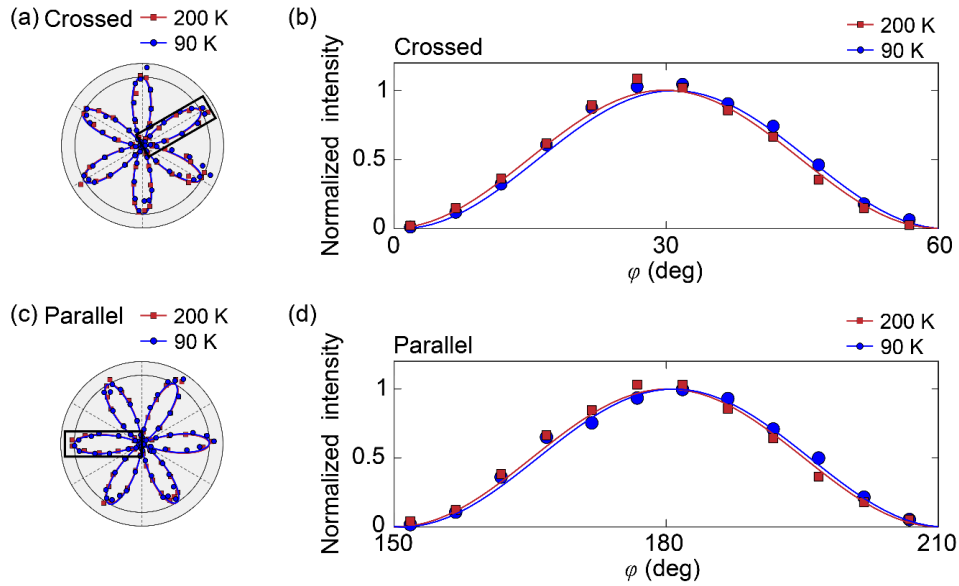 (a) Crossed
200 K
90 K
(b)
Crossed
200 K
90 K
Normalized intensity
1
0.5
0
0
30
60
φ (deg)
(c) Parallel
200 K
90 K
(d)
Parallel
200 K
90 K
Normalized intensity
1
0.5
0
150
180
210
φ (deg)